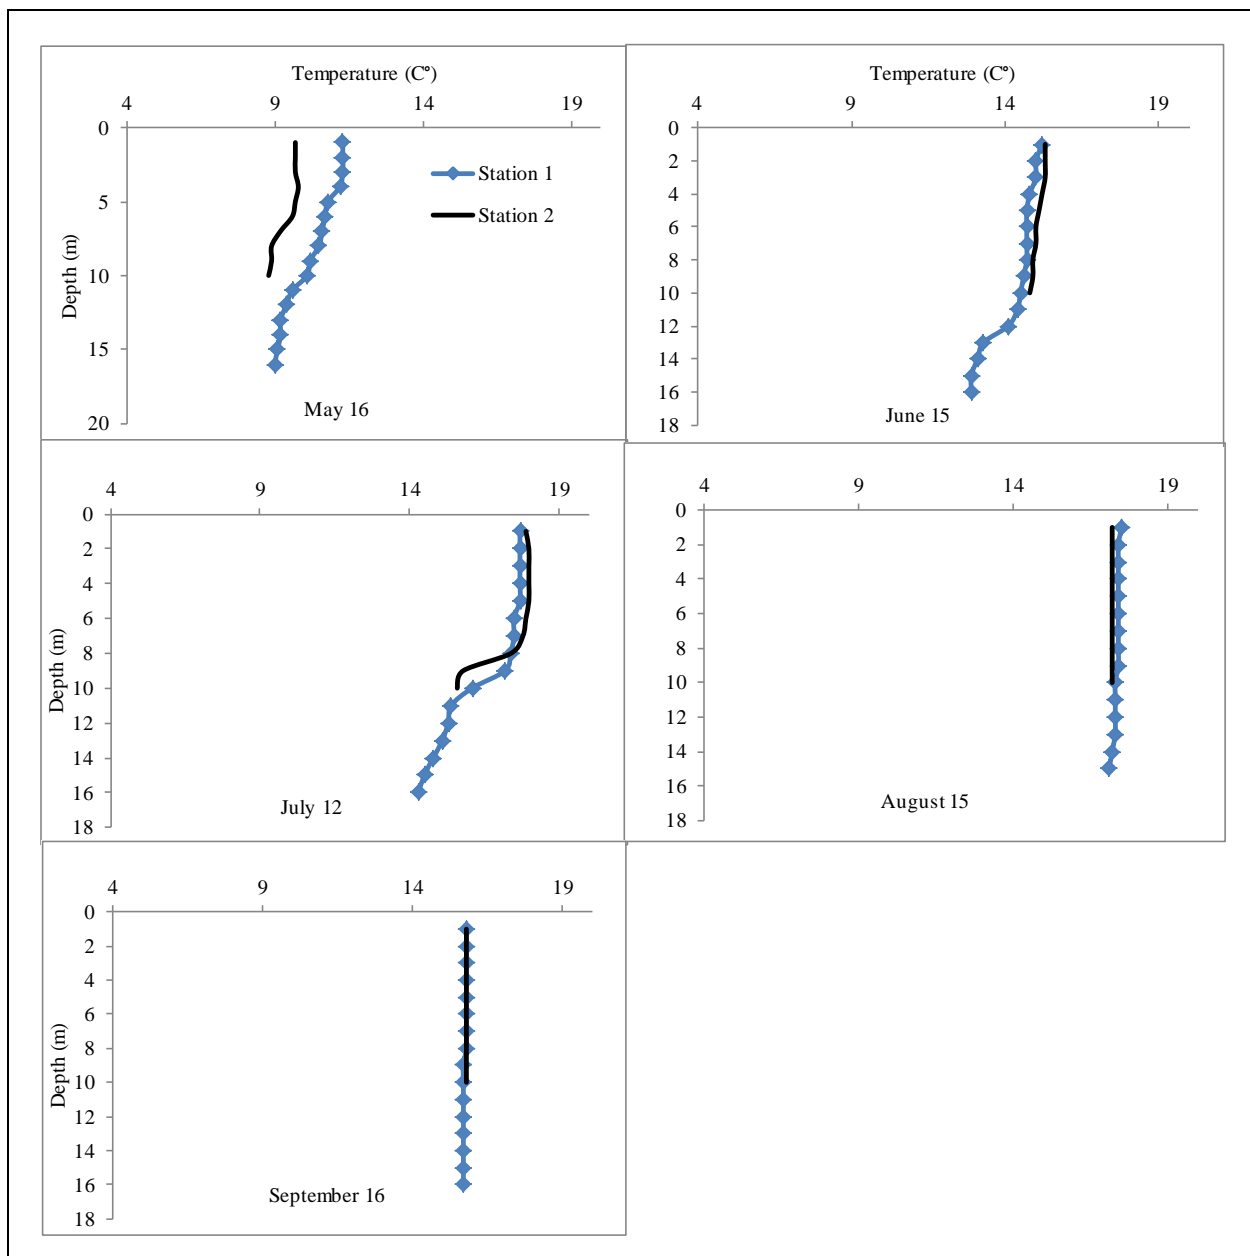 Temperature (C°)
4 9 14 19
0
5
10
15
20
Depth (m)
Station 1
Station 2
May 16
Temperature (C°)
4 9 14 19
0
2
4
6
8
10
12
14
16
18
June 15
4 9 14 19
0
2
4
6
8
10
12
14
16
18
Depth (m)
July 12
4 9 14 19
0
2
4
6
8
10
12
14
16
18
August 15
4 9 14 19
0
2
4
6
8
10
12
14
16
18
Depth (m)
September 16